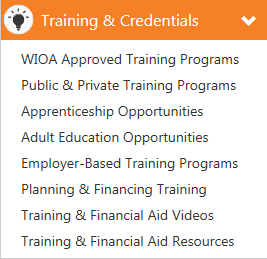 Training & Credentials
WIOA Approved Training Programs
Public & Private Training Programs
Apprenticeship Opportunities
Adult Education Opportunities
Employer-Based Training Programs
Planning & Financing Training
Training & Financial Aid Videos
Training & Financial Aid Resources